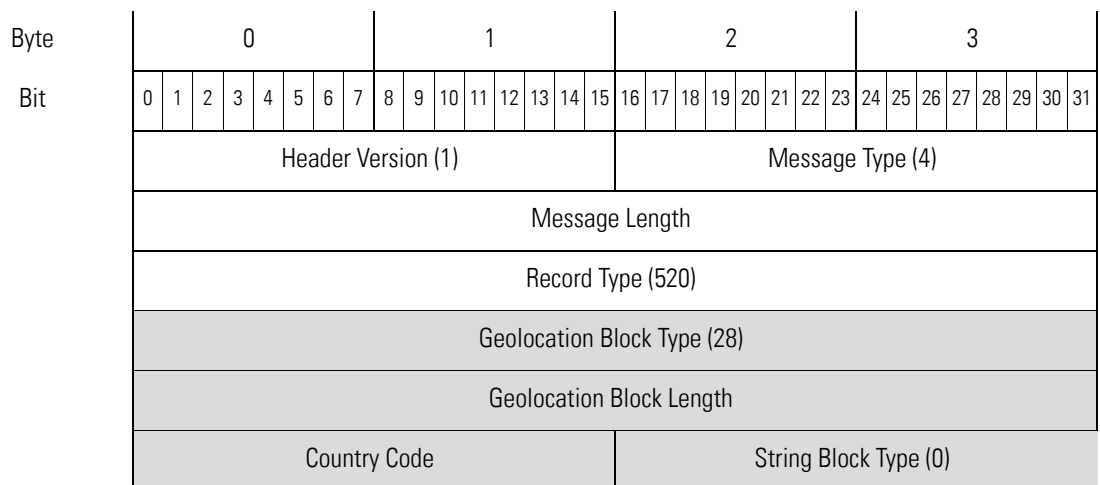 Byte 0 1 2 3
Bit 0 1 2 3 4 5 6 7 8 9 10 11 12 13 14 15 16 17 18 19 20 21 22 23 24 25 26 27 28 29 30 31
Header Version (1) Message Type (4)
Message Length
Record Type (520)
Geolocation Block Type (28)
Geolocation Block Length
Country Code String Block Type (0)